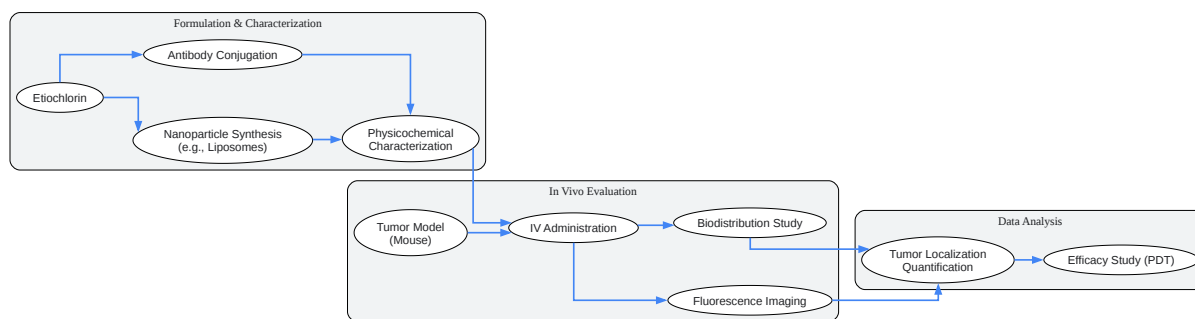 Formulation & Characterization
Antibody Conjugation
Etiochlorin
Nanoparticle Synthesis
(e.g., Liposomes)
Physicochemical
Characterization
In Vivo Evaluation
Tumor Model
(Mouse)
IV Administration
Biodistribution Study
Fluorescence Imaging
Data Analysis
Tumor Localization
Quantification
Efficacy Study (PDT)